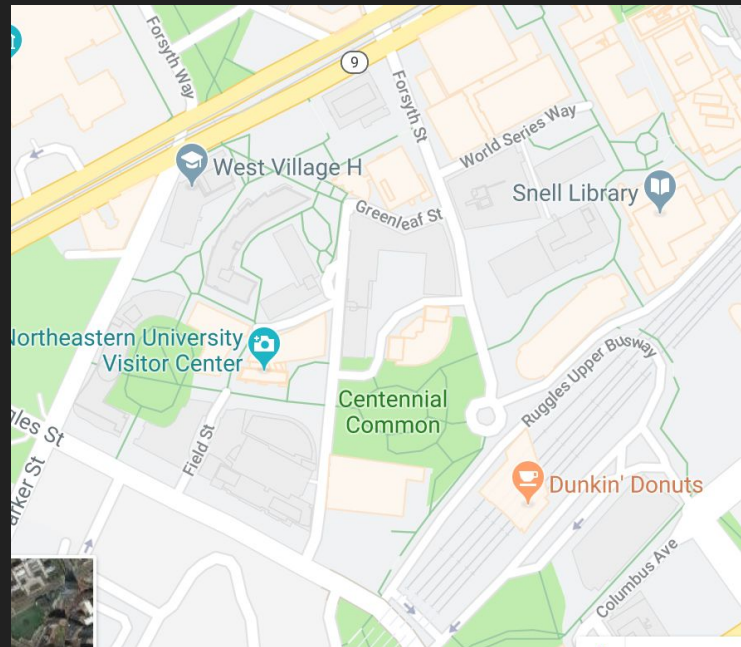 Forsyth Way
9
Forsyth St
World Series Way
West Village H
Snell Library
Greenleaf St
Northeastern University
Visitor Center
Ruggles Upper Busway
Centennial
Common
gles St
Field St
arker St
Dunkin' Donuts
Columbus Ave